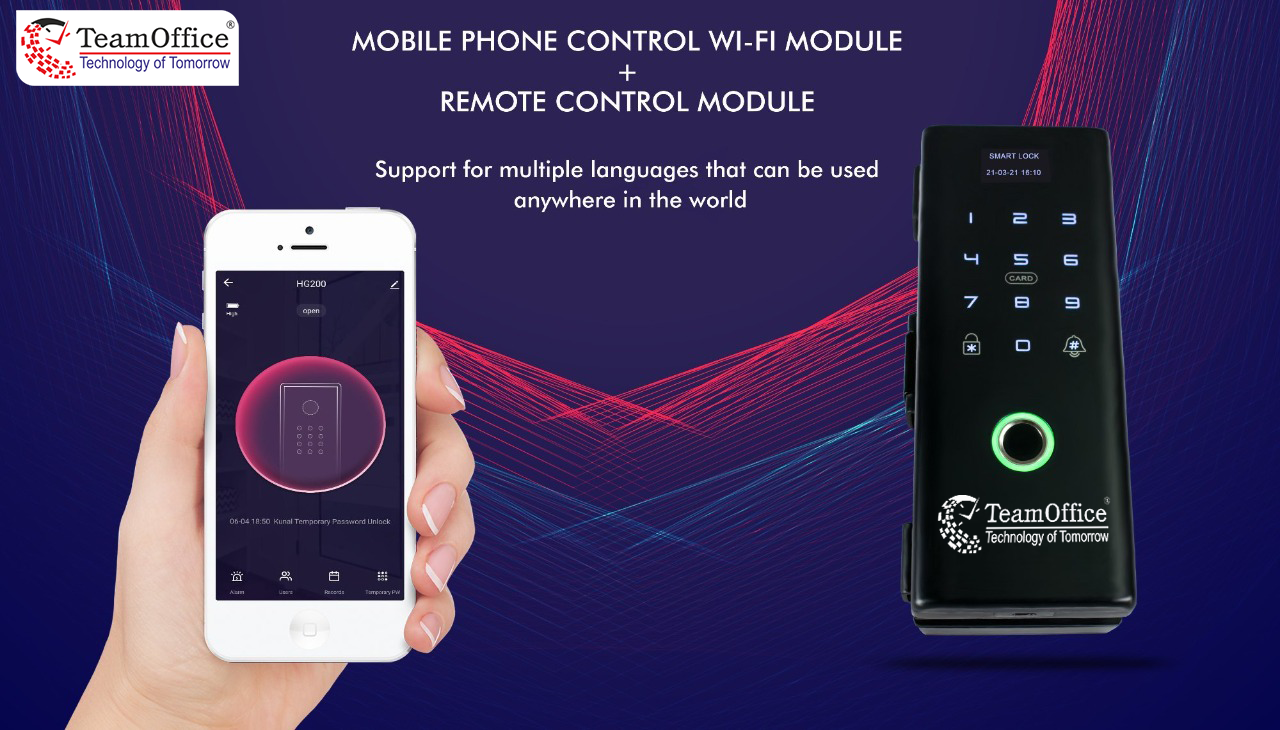 TeamOffice®
Technology of Tomorrow
MOBILE PHONE CONTROL WI-FI MODULE
+
REMOTE CONTROL MODULE
Support for multiple languages that can be used
anywhere in the world
HG200
High
open
06-04 18:50 Kunal Temporary Password Unlock
Alarm Users Records Temporary PW
SMART LOCK
21-03-21 16:10
1 2 3
4 5 6
CARD
7 8 9
* 0 #
TeamOffice®
Technology of Tomorrow